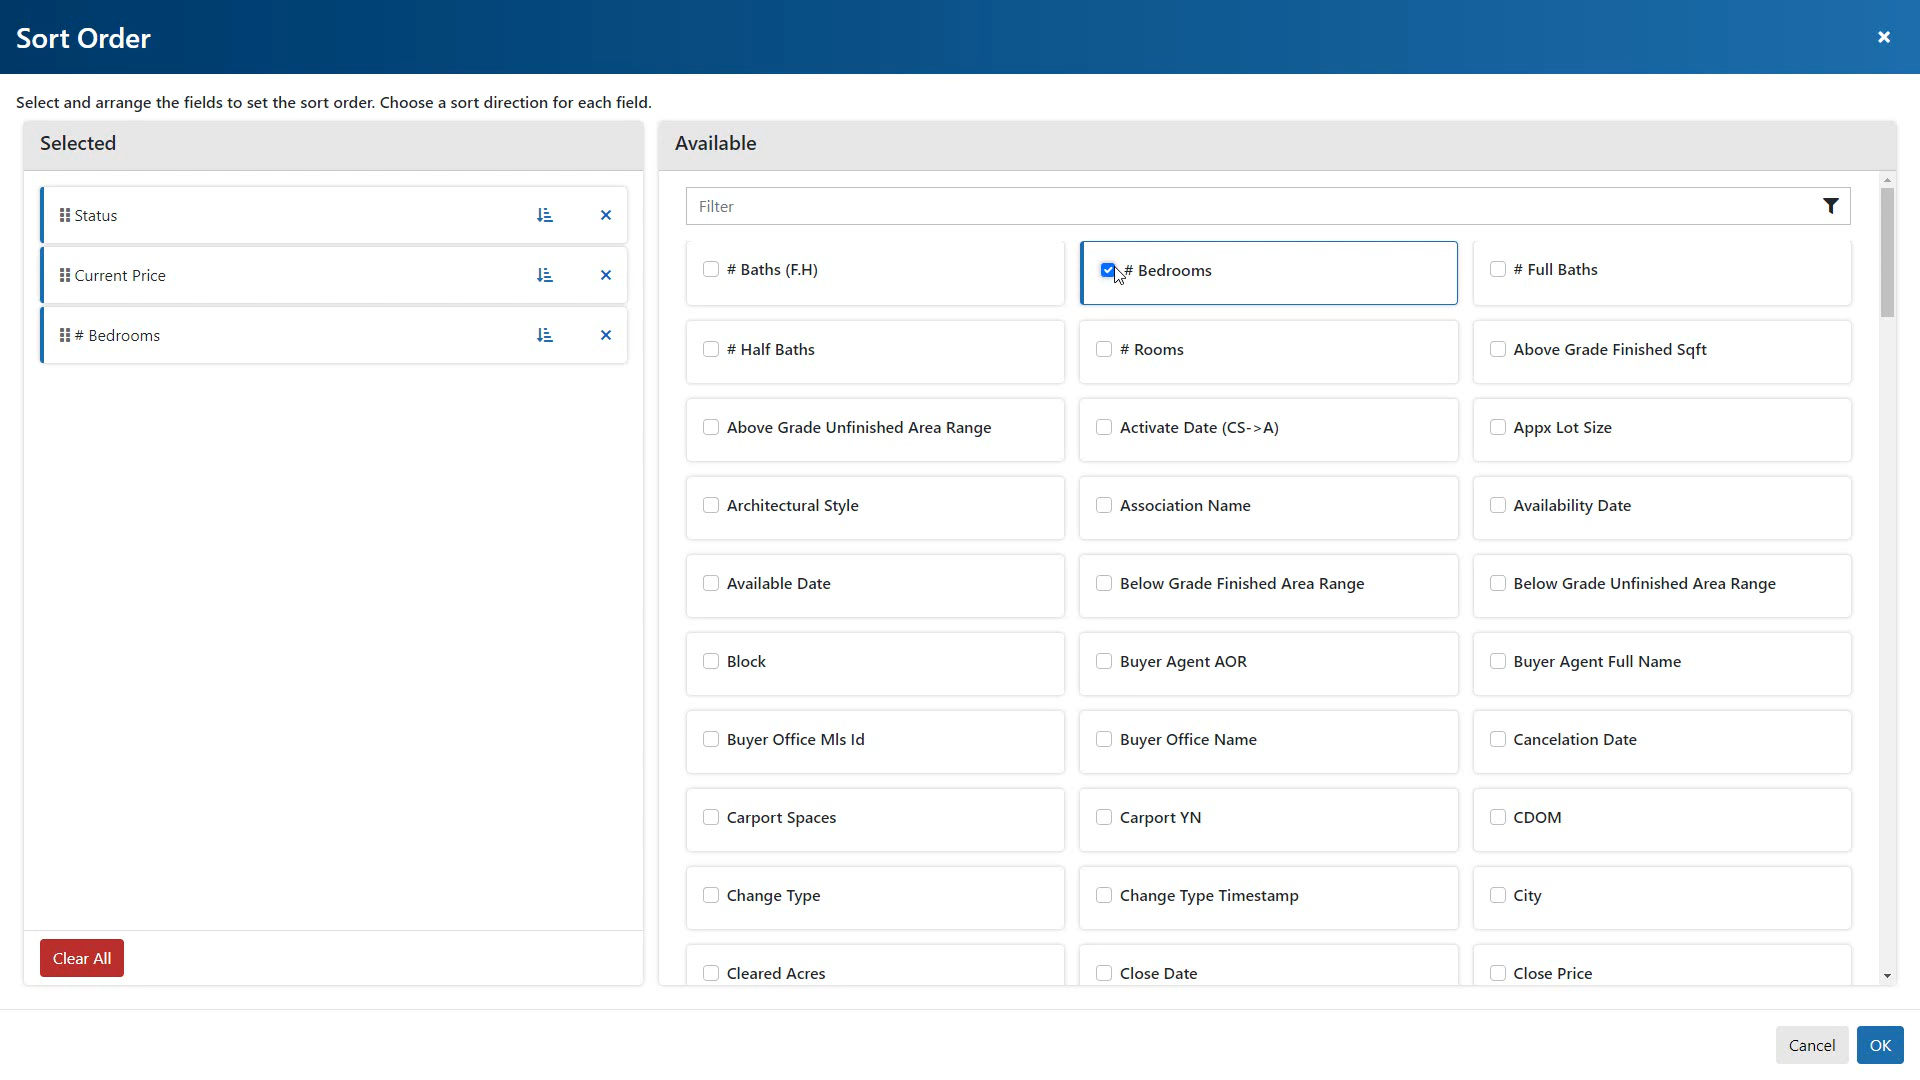 Sort Order
Select and arrange the fields to set the sort order. Choose a sort direction for each field.
Selected
Status
Current Price
# Bedrooms
Clear All
Available
Filter
# Baths (F.H)
# Bedrooms
# Full Baths
# Half Baths
# Rooms
Above Grade Finished Sqft
Above Grade Unfinished Area Range
Activate Date (CS->A)
Appx Lot Size
Architectural Style
Association Name
Availability Date
Available Date
Below Grade Finished Area Range
Below Grade Unfinished Area Range
Block
Buyer Agent AOR
Buyer Agent Full Name
Buyer Office Mls Id
Buyer Office Name
Cancelation Date
Carport Spaces
Carport YN
CDOM
Change Type
Change Type Timestamp
City
Cleared Acres
Close Date
Close Price
Cancel
OK